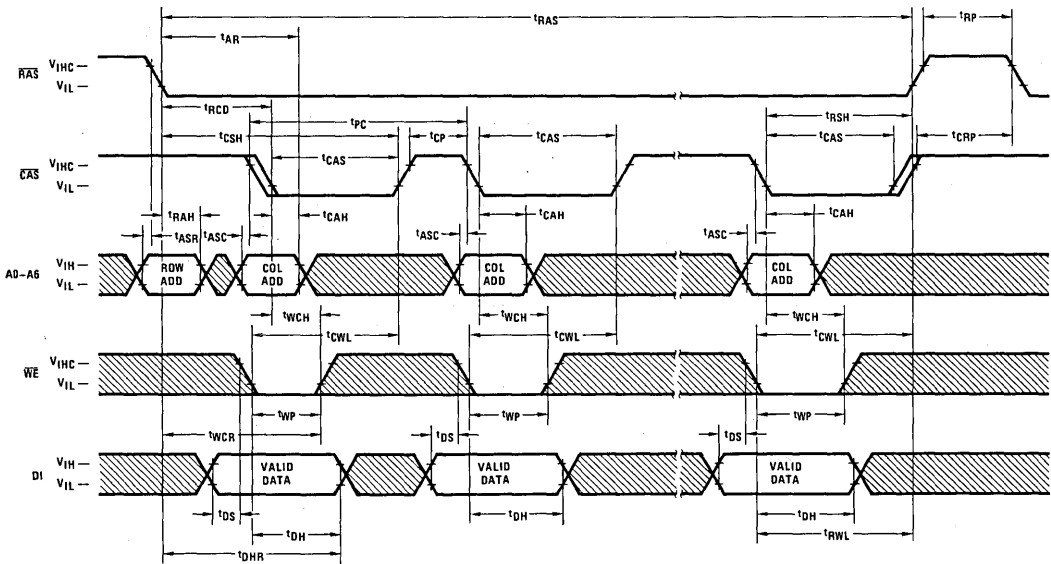 tRAS
tRP
tAR
RAS
VIHC
VIL
tRCD
tPC
tRSH
tCSH
tCP
tCAS
tCAS
tCRP
tCAS
CAS
VIHC
VIL
tRAH
tCAH
tCAH
tCAH
tASR
tASC
tASC
tASC
A0-A6
VIH
VIL
ROW
ADD
COL
ADD
COL
ADD
COL
ADD
tWCH
tWCH
tWCH
tCWL
tCWL
tCWL
WE
VIHC
VIL
tWP
tWP
tWP
tWCR
tDS
tDS
DI
VIH
VIL
VALID
DATA
VALID
DATA
VALID
DATA
tDS
tDH
tDH
tDH
tRWL
tDHR